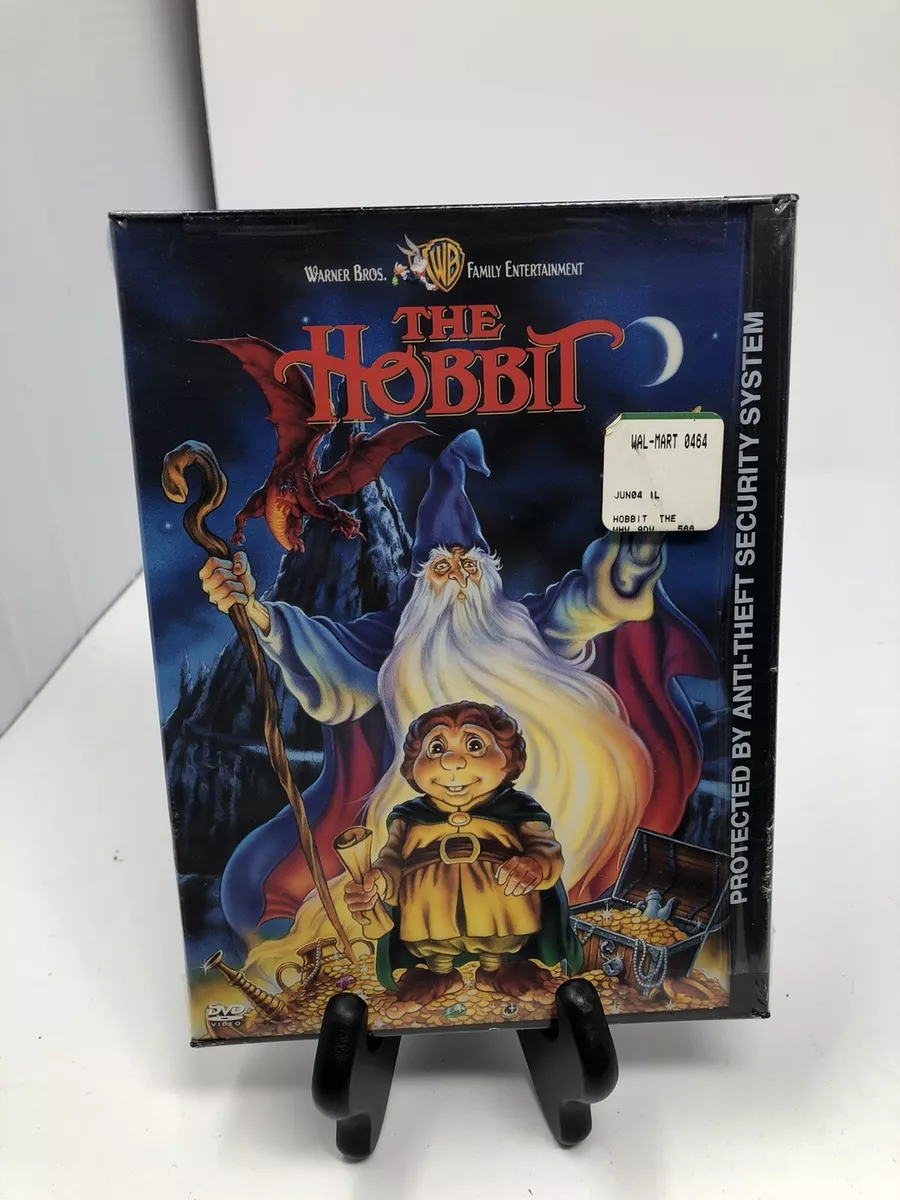 WARNER BROS. WB FAMILY ENTERTAINMENT
THE
HOBBIT
WAL-MART 0464
JUN04 IL
HOBBIT THE
PROTECTED BY ANTI-THEFT SECURITY SYSTEM
DVD
VIDEO